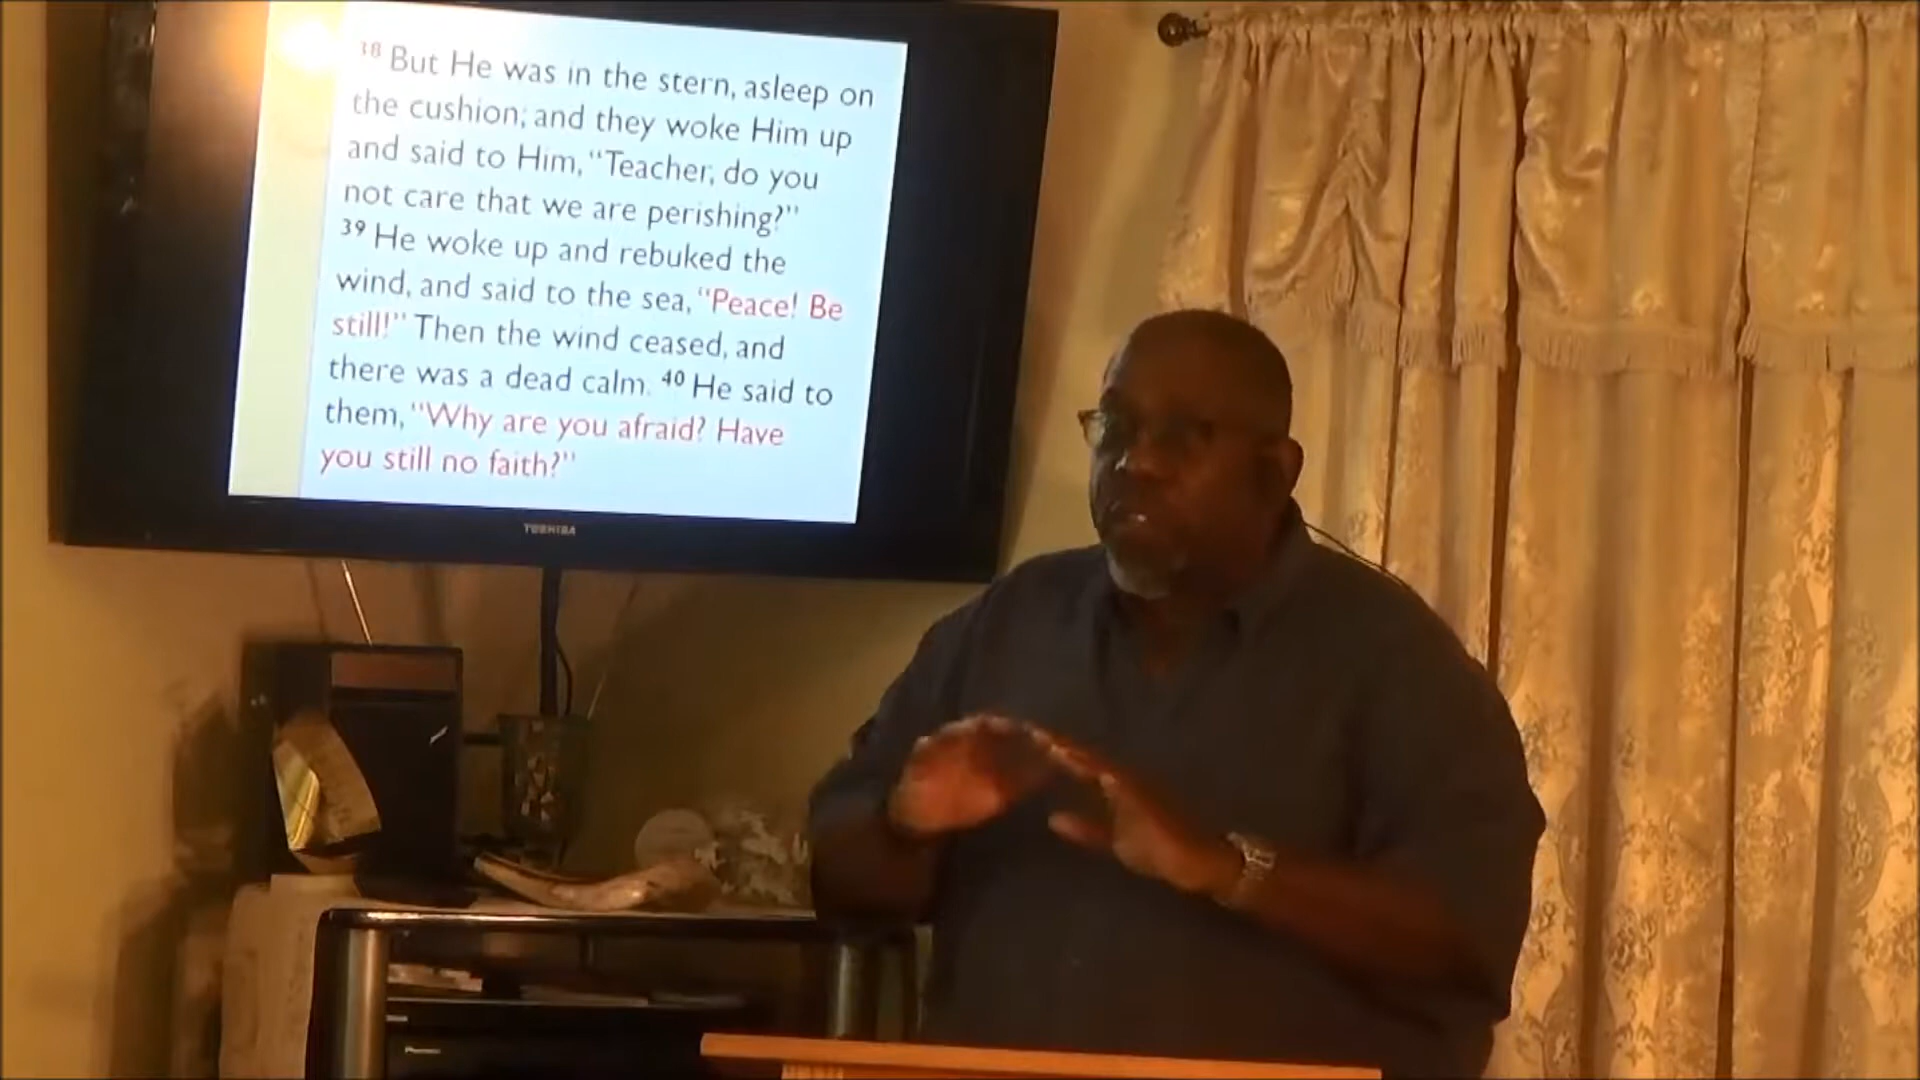 38 But He was in the stern, asleep on
the cushion; and they woke Him up
and said to Him, “Teacher, do you
not care that we are perishing?”
39 He woke up and rebuked the
wind, and said to the sea, “Peace! Be
still!” Then the wind ceased, and
there was a dead calm. 40 He said to
them, “Why are you afraid? Have
you still no faith?”
TOSHIBA
Pioneer